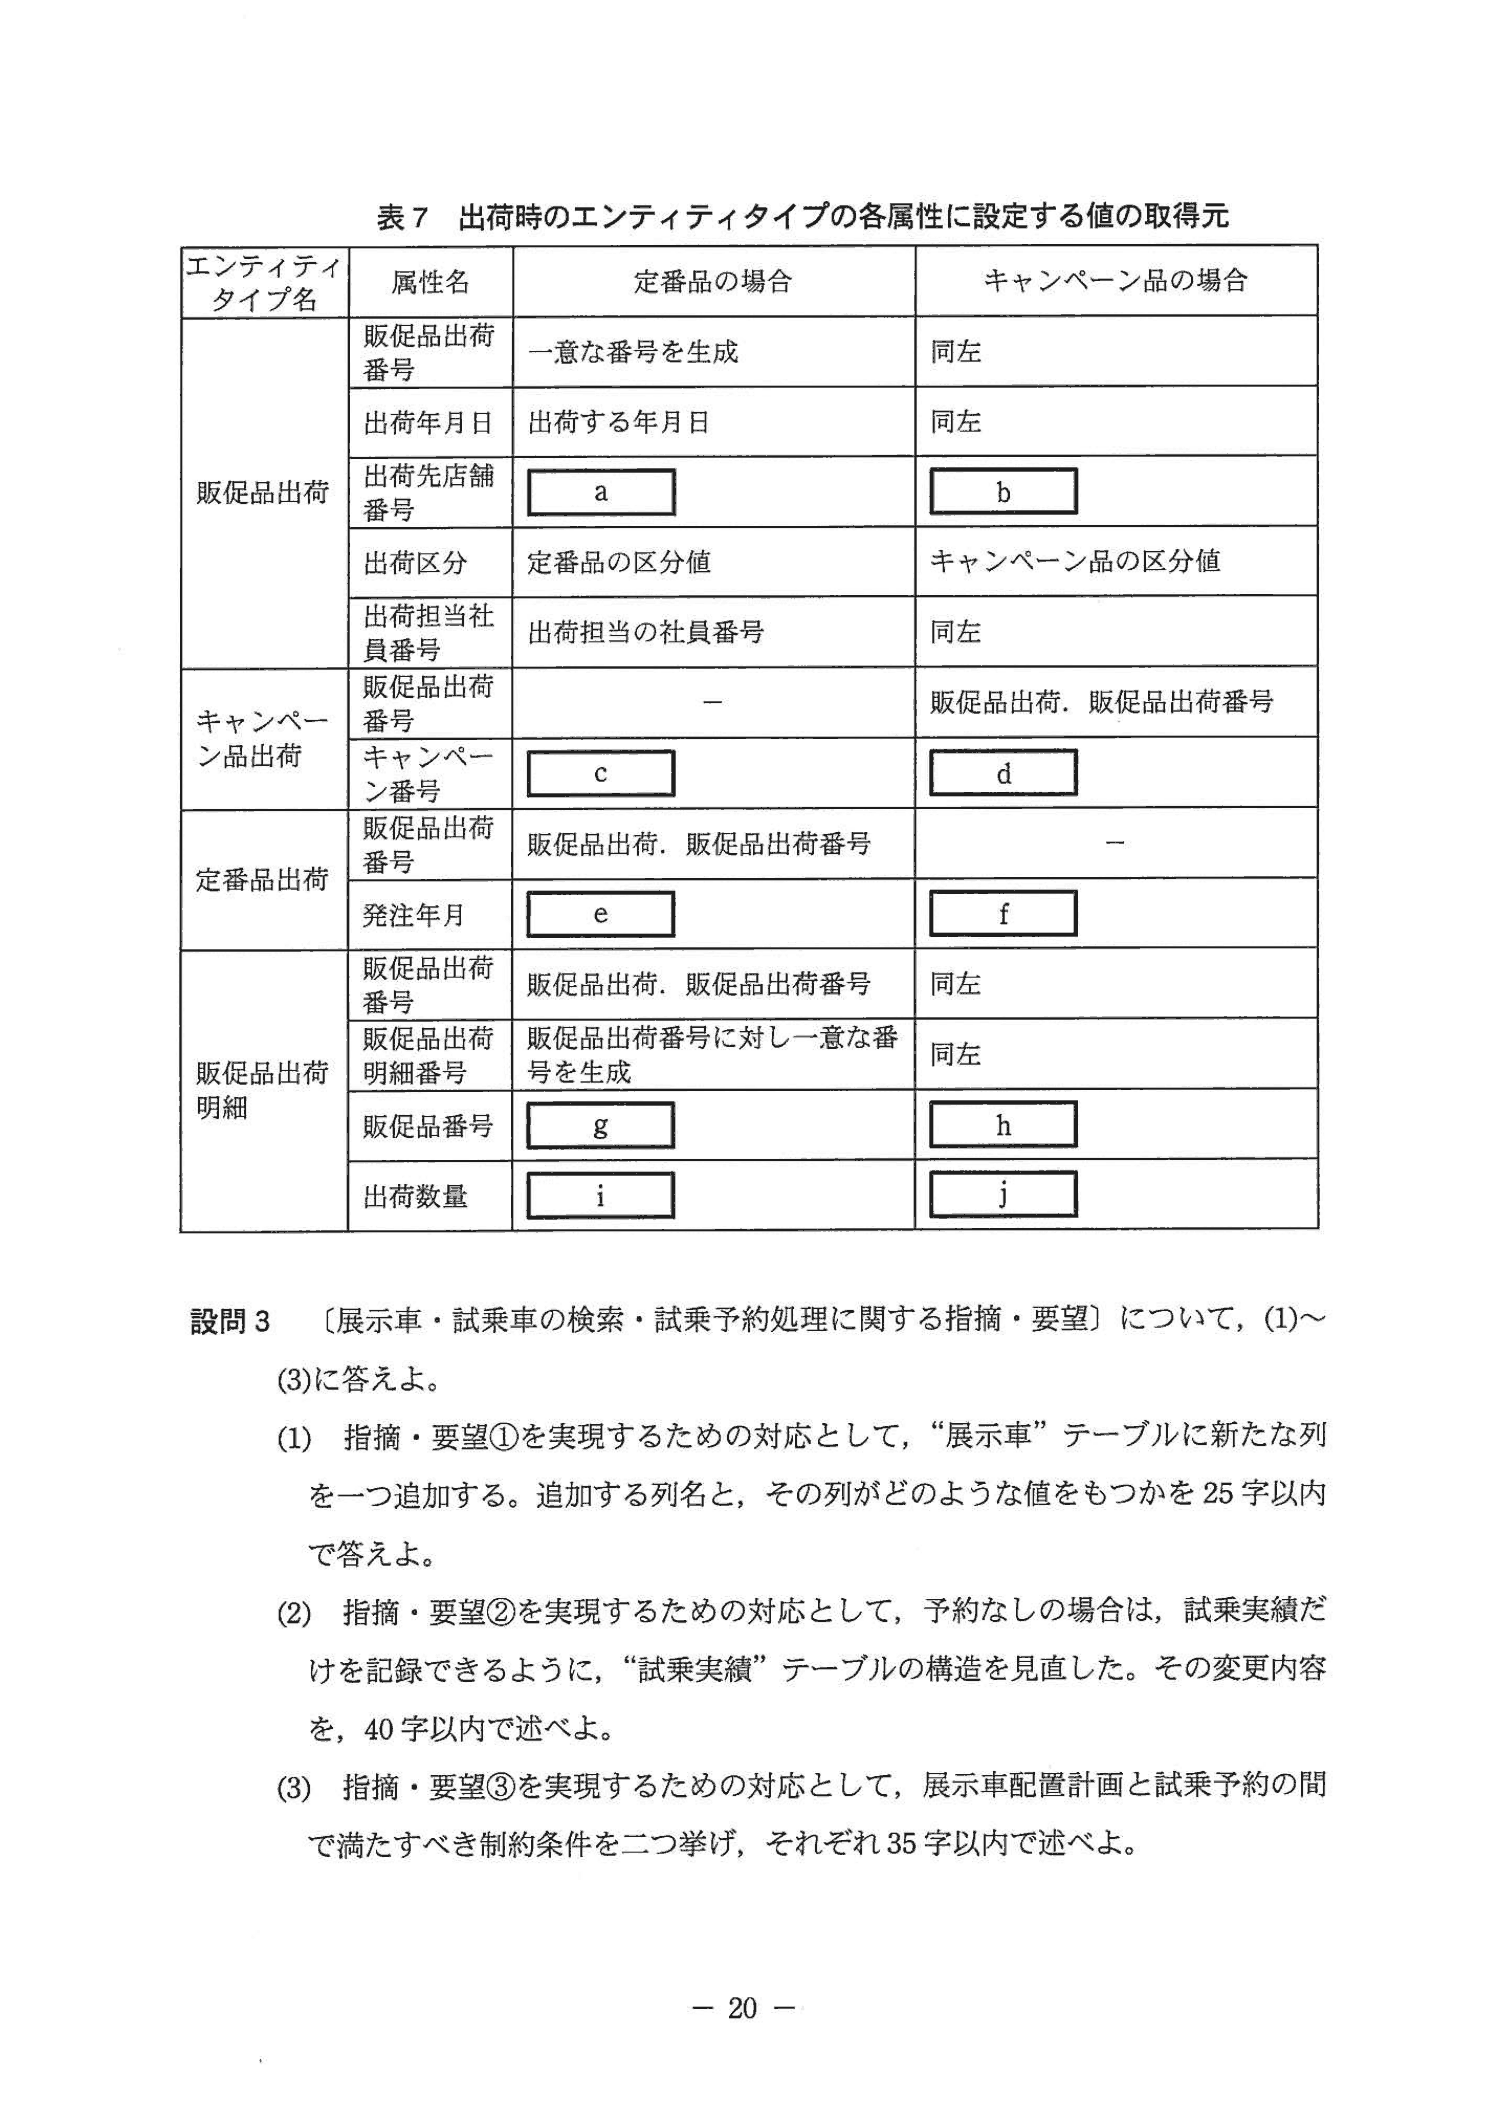 表7 出荷時のエンティティタイプの各属性に設定する値の取得元
エンティティ
タイプ名
属性名
定番品の場合
キャンペーン品の場合
販促品出荷
販促品出荷
番号
一意な番号を生成
同左
出荷年月日
出荷する年月日
同左
出荷先店舗
番号
a
b
出荷区分
定番品の区分値
キャンペーン品の区分値
出荷担当社
員番号
出荷担当の社員番号
同左
キャンペー
ン品出荷
販促品出荷
番号
－
販促品出荷．販促品出荷番号
キャンペー
ン番号
c
d
定番品出荷
販促品出荷
番号
販促品出荷．販促品出荷番号
－
発注年月
e
f
販促品出荷
明細
販促品出荷
番号
販促品出荷．販促品出荷番号
同左
販促品出荷
明細番号
販促品出荷番号に対し一意な番
号を生成
同左
販促品番号
g
h
出荷数量
i
j
設問3 〔展示車・試乗車の検索・試乗予約処理に関する指摘・要望〕について，(1)～
(3)に答えよ。
(1) 指摘・要望①を実現するための対応として，“展示車”テーブルに新たな列
を一つ追加する。追加する列名と，その列がどのような値をもつかを25字以内
で答えよ。
(2) 指摘・要望②を実現するための対応として，予約なしの場合は，試乗実績だ
けを記録できるように，“試乗実績”テーブルの構造を見直した。その変更内容
を，40字以内で述べよ。
(3) 指摘・要望③を実現するための対応として，展示車配置計画と試乗予約の間
で満たすべき制約条件を二つ挙げ，それぞれ35字以内で述べよ。
－ 20 －